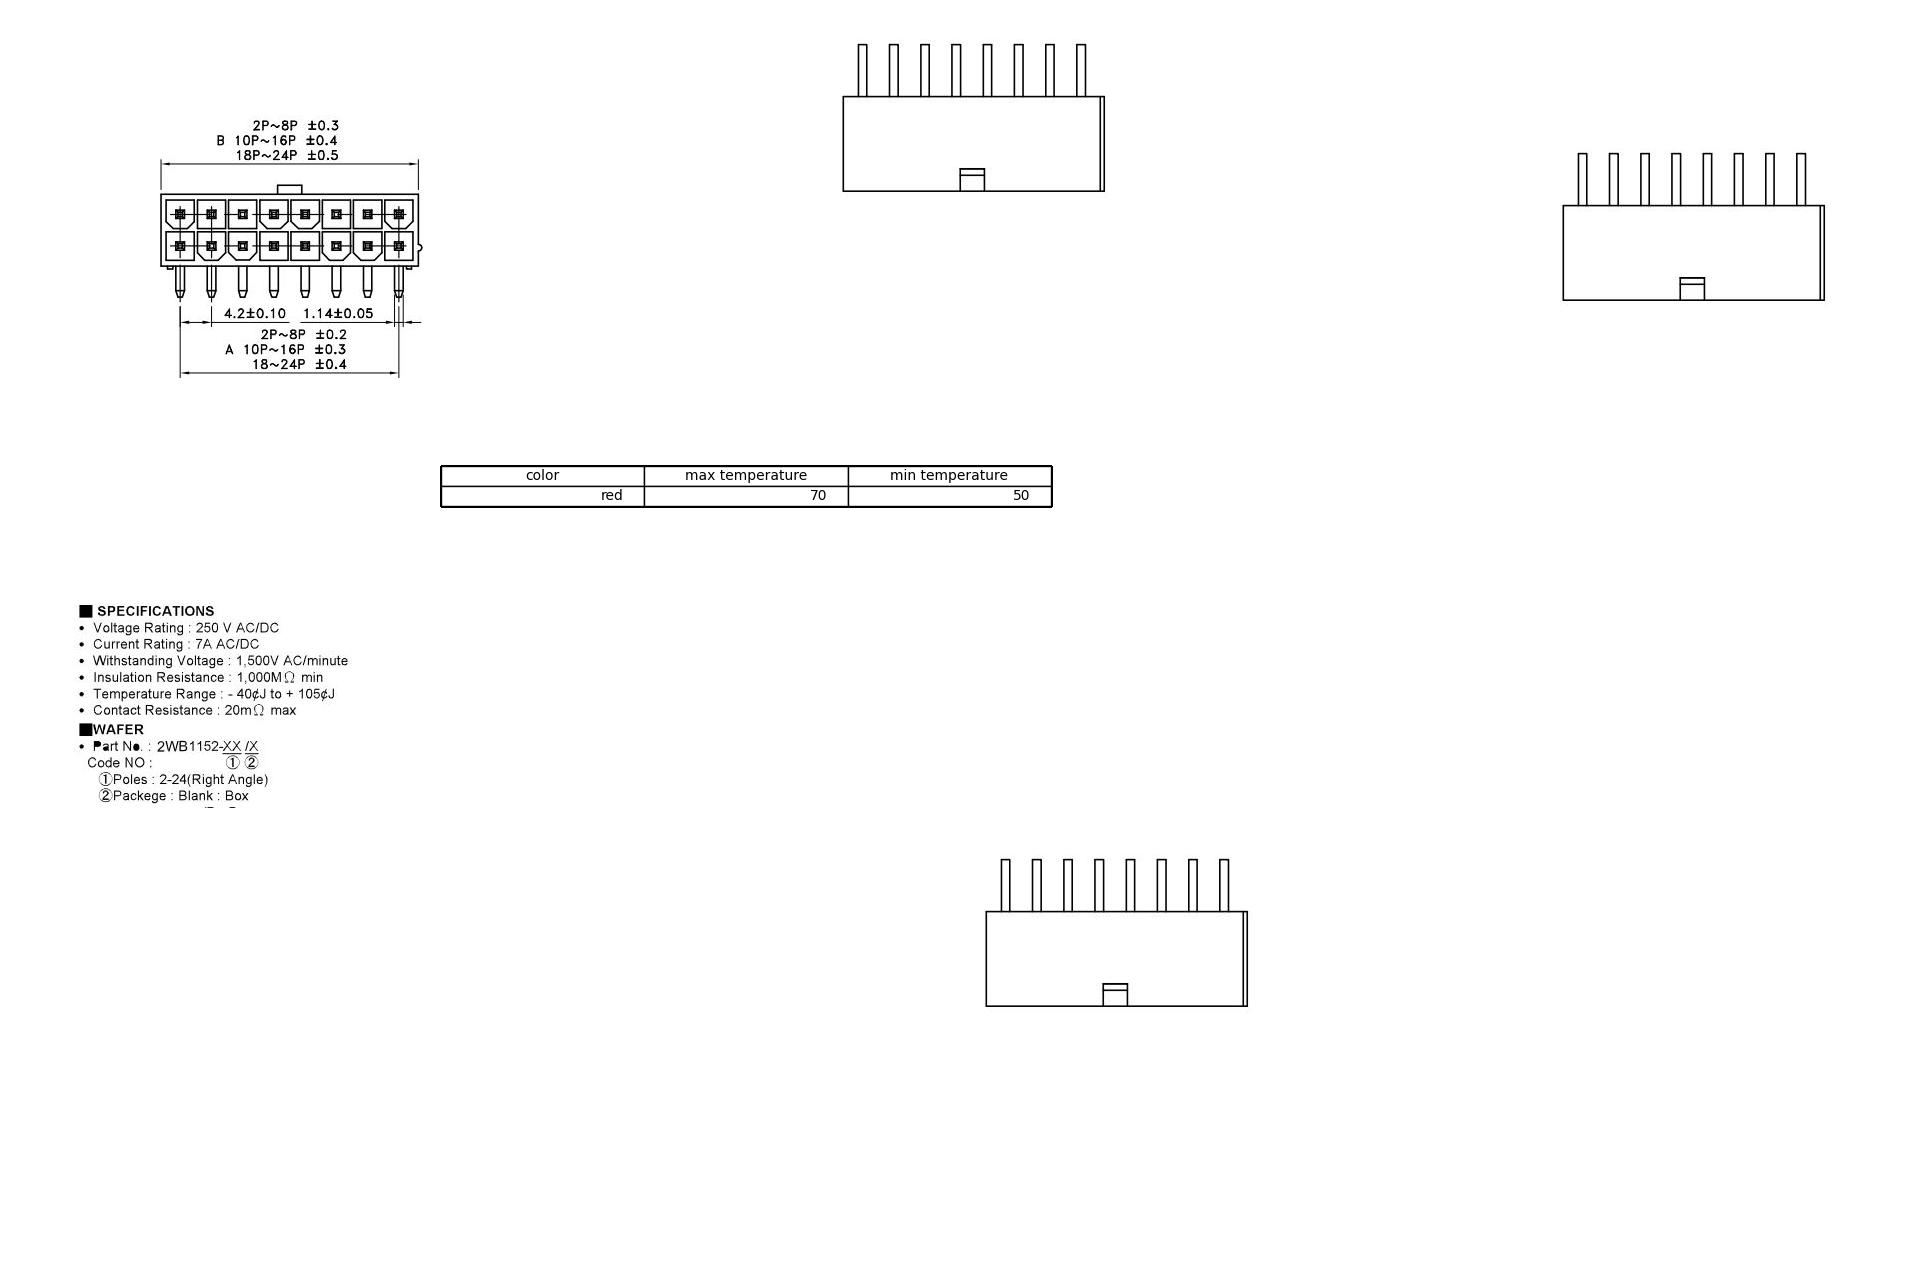 2P~8P ±0.3
B 10P~16P ±0.4
18P~24P ±0.5
4.2±0.10 1.14±0.05
2P~8P ±0.2
A 10P~16P ±0.3
18~24P ±0.4
color max temperature min temperature
red 70 50
■ SPECIFICATIONS
• Voltage Rating : 250 V AC/DC
• Current Rating : 7A AC/DC
• Withstanding Voltage : 1,500V AC/minute
• Insulation Resistance : 1,000MΩ min
• Temperature Range : - 40¢J to + 105¢J
• Contact Resistance : 20mΩ max
■WAFER
• Part No. : 2WB1152-XX /X
Code NO : ① ②
①Poles : 2-24(Right Angle)
②Packege : Blank : Box